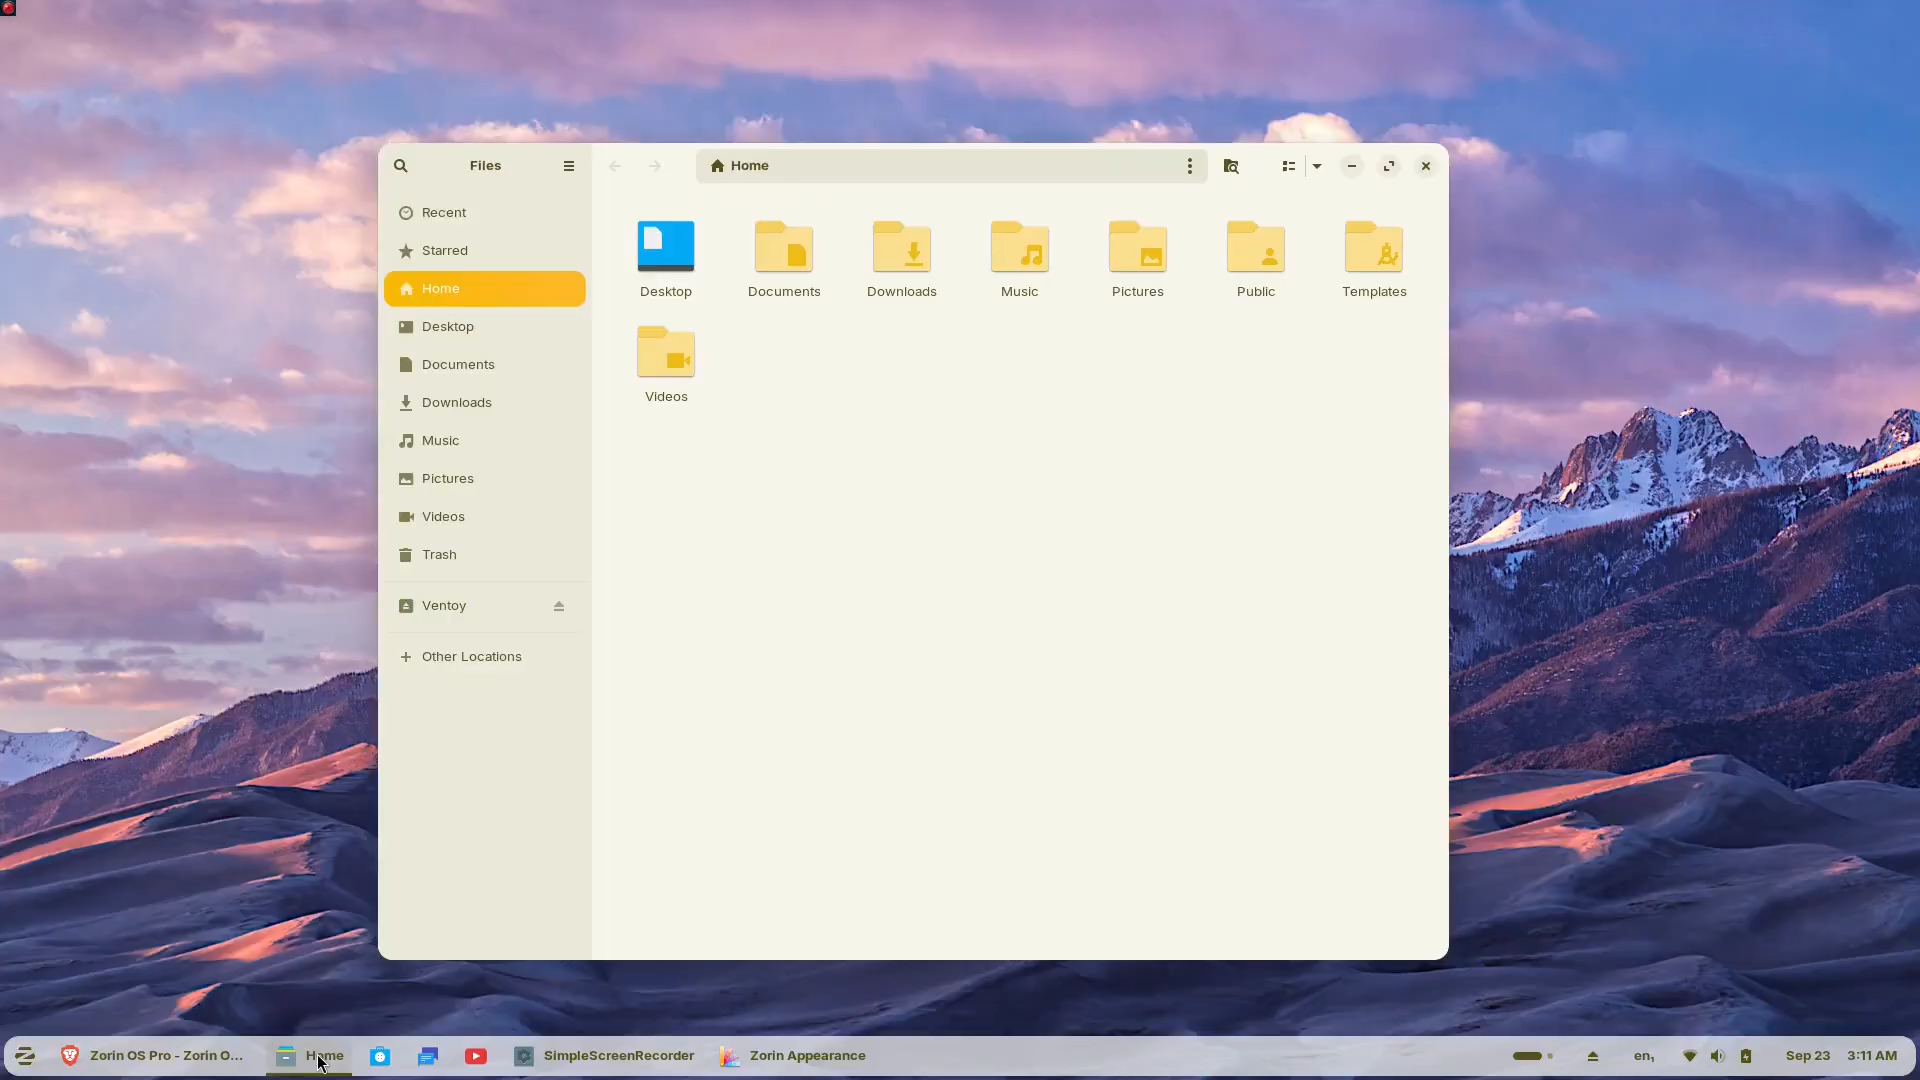 Files
Home
Recent
Starred
Home
Desktop
Documents
Downloads
Music
Pictures
Videos
Trash
Ventoy
Other Locations
Desktop
Documents
Downloads
Music
Pictures
Public
Templates
Videos
Zorin OS Pro - Zorin O...
Home
SimpleScreenRecorder
Zorin Appearance
en₁
Sep 23 3:11 AM